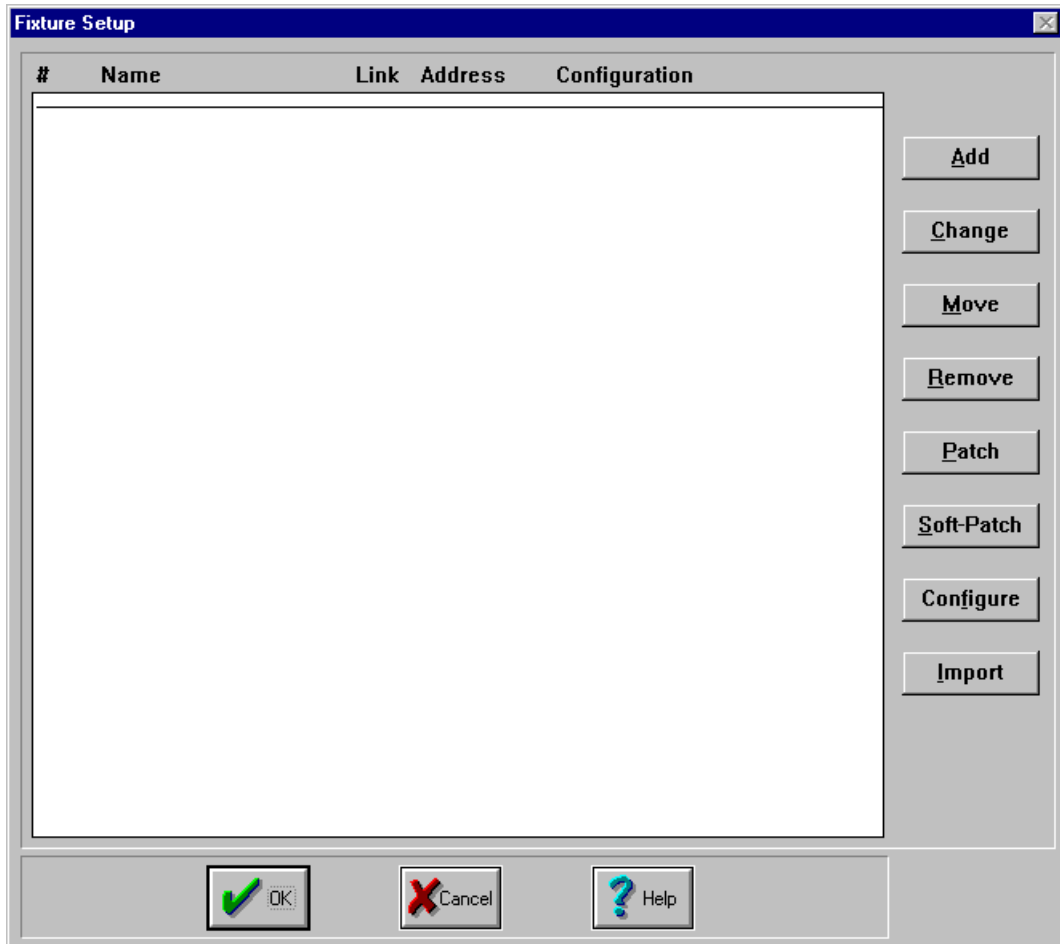 Fixture Setup
# Name Link Address Configuration
Add
Change
Move
Remove
Patch
Soft-Patch
Configure
Import
OK Cancel Help